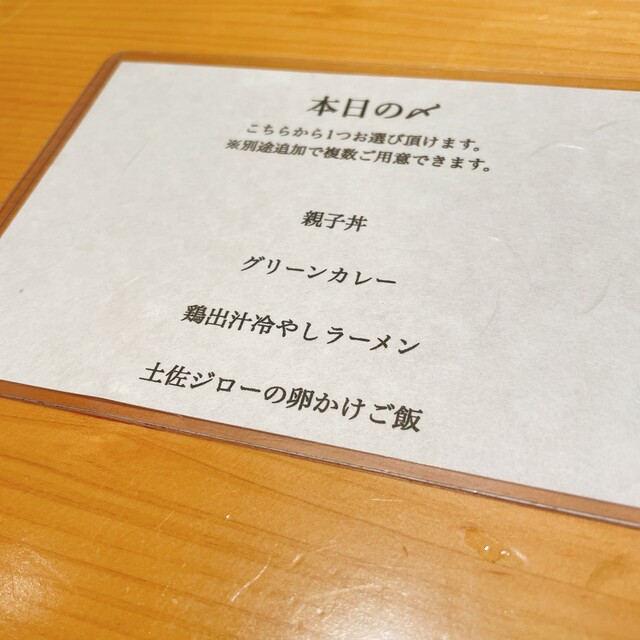 本日の〆
こちらから1つお選び頂けます。
※別途追加で複数ご用意できます。
親子丼
グリーンカレー
鶏出汁冷やしラーメン
土佐ジローの卵かけご飯